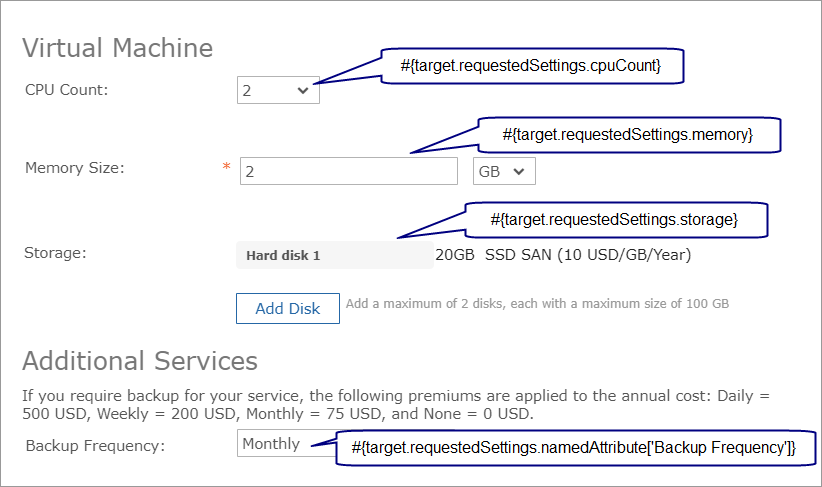 Virtual Machine
#{target.requestedSettings.cpuCount}
CPU Count:
2
#{target.requestedSettings.memory}
Memory Size:
* 2
GB
#{target.requestedSettings.storage}
Storage:
Hard disk 1
20GB SSD SAN (10 USD/GB/Year)
Add Disk
Add a maximum of 2 disks, each with a maximum size of 100 GB
Additional Services
If you require backup for your service, the following premiums are applied to the annual cost: Daily =
500 USD, Weekly = 200 USD, Monthly = 75 USD, and None = 0 USD.
Backup Frequency:
Monthly
#{target.requestedSettings.namedAttribute['Backup Frequency']}